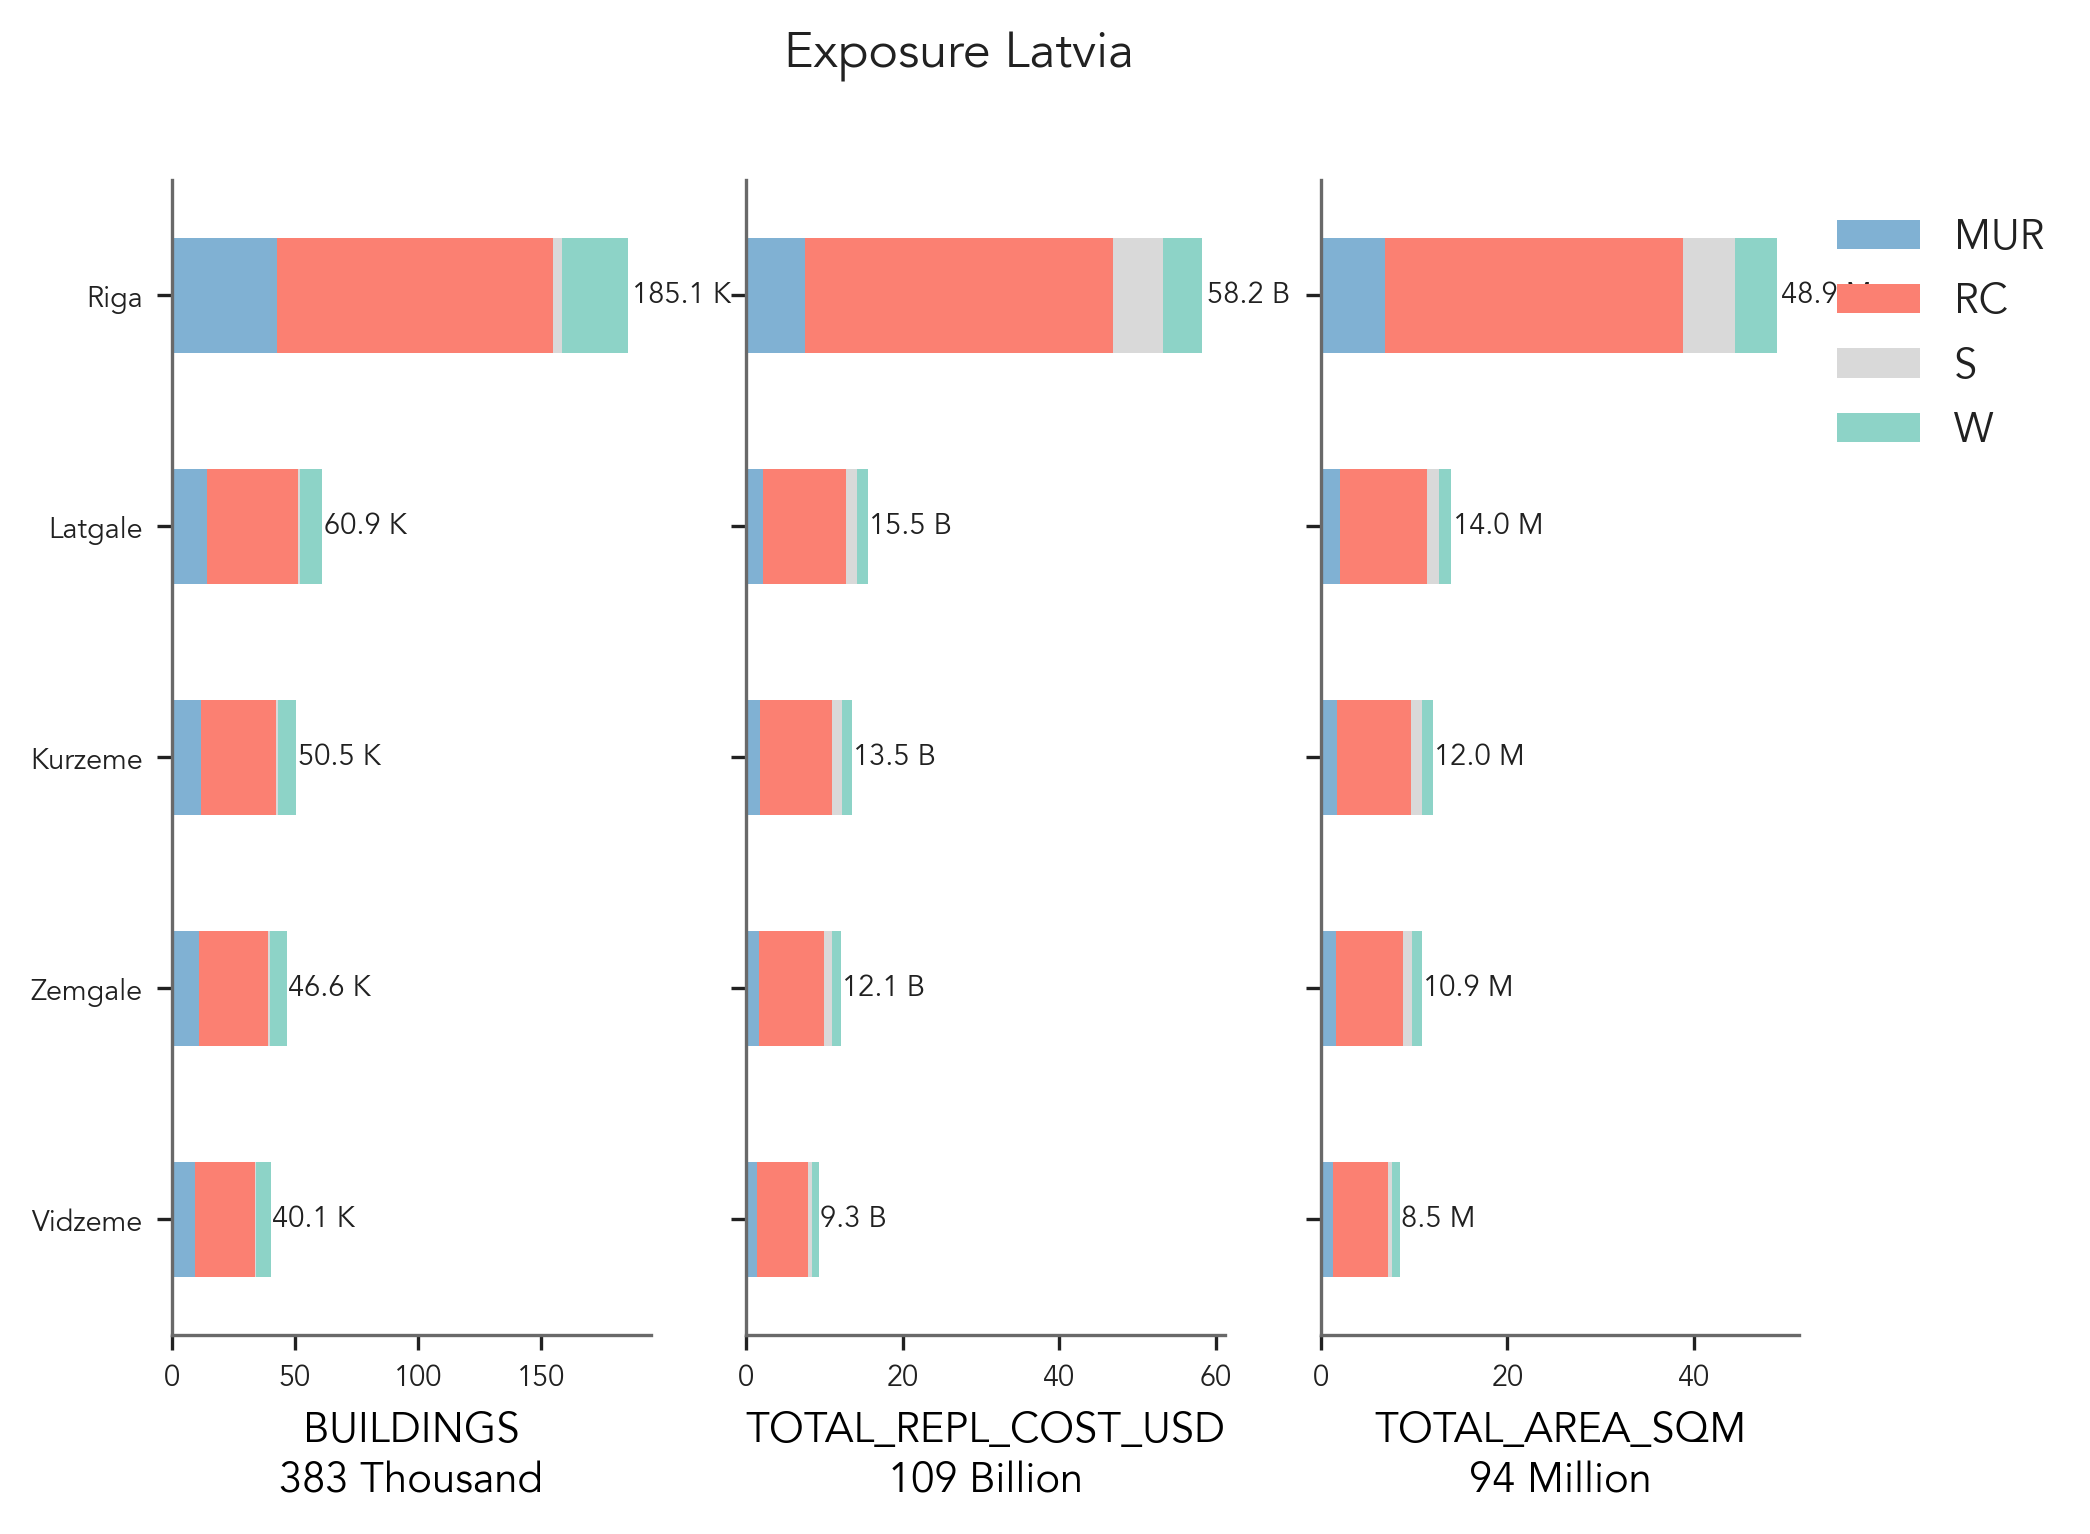 Exposure Latvia
Riga
185.1 K
58.2 B
48.9
MUR
RC
S
W
Latgale
60.9 K
15.5 B
14.0 M
Kurzeme
50.5 K
13.5 B
12.0 M
Zemgale
46.6 K
12.1 B
10.9 M
Vidzeme
40.1 K
9.3 B
8.5 M
0 50 100 150
0 20 40 60
0 20 40
BUILDINGS
383 Thousand
TOTAL_REPL_COST_USD
109 Billion
TOTAL_AREA_SQM
94 Million